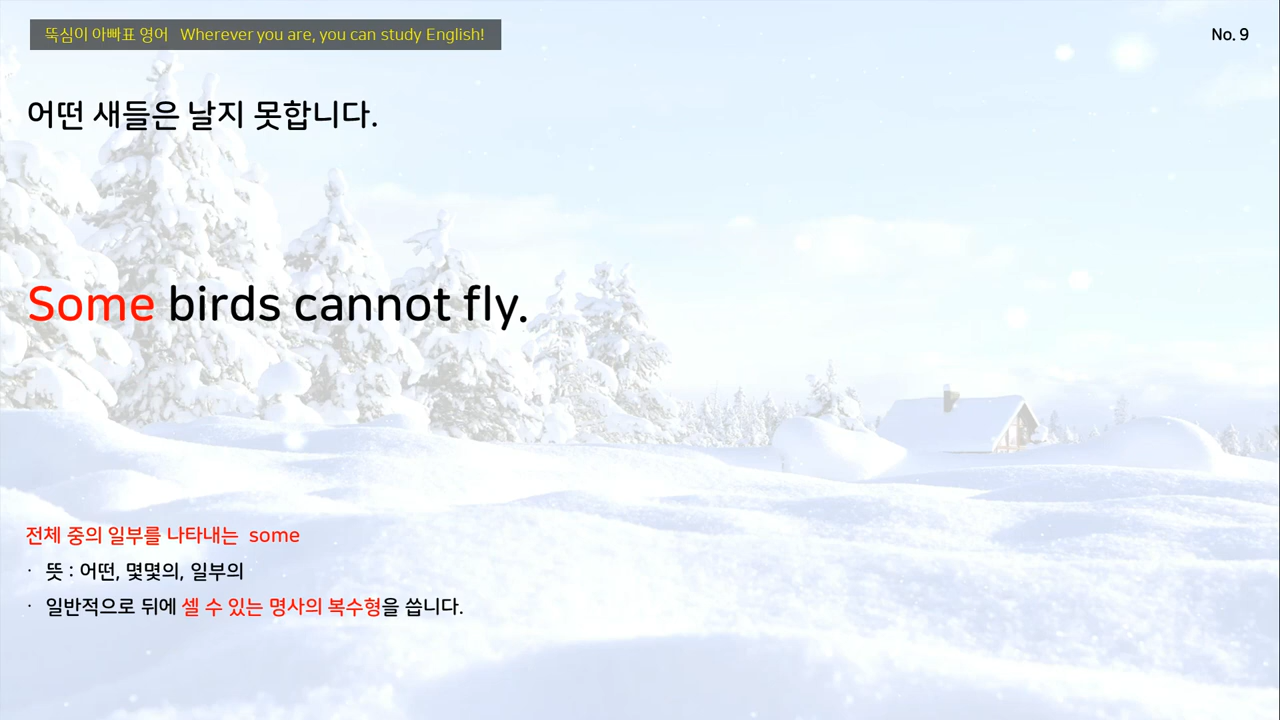 뚝심이 아빠표 영어 Wherever you are, you can study English!
No. 9
어떤 새들은 날지 못합니다.
Some birds cannot fly.
전체 중의 일부를 나타내는 some
· 뜻 : 어떤, 몇몇의, 일부의
· 일반적으로 뒤에 셀 수 있는 명사의 복수형을 씁니다.